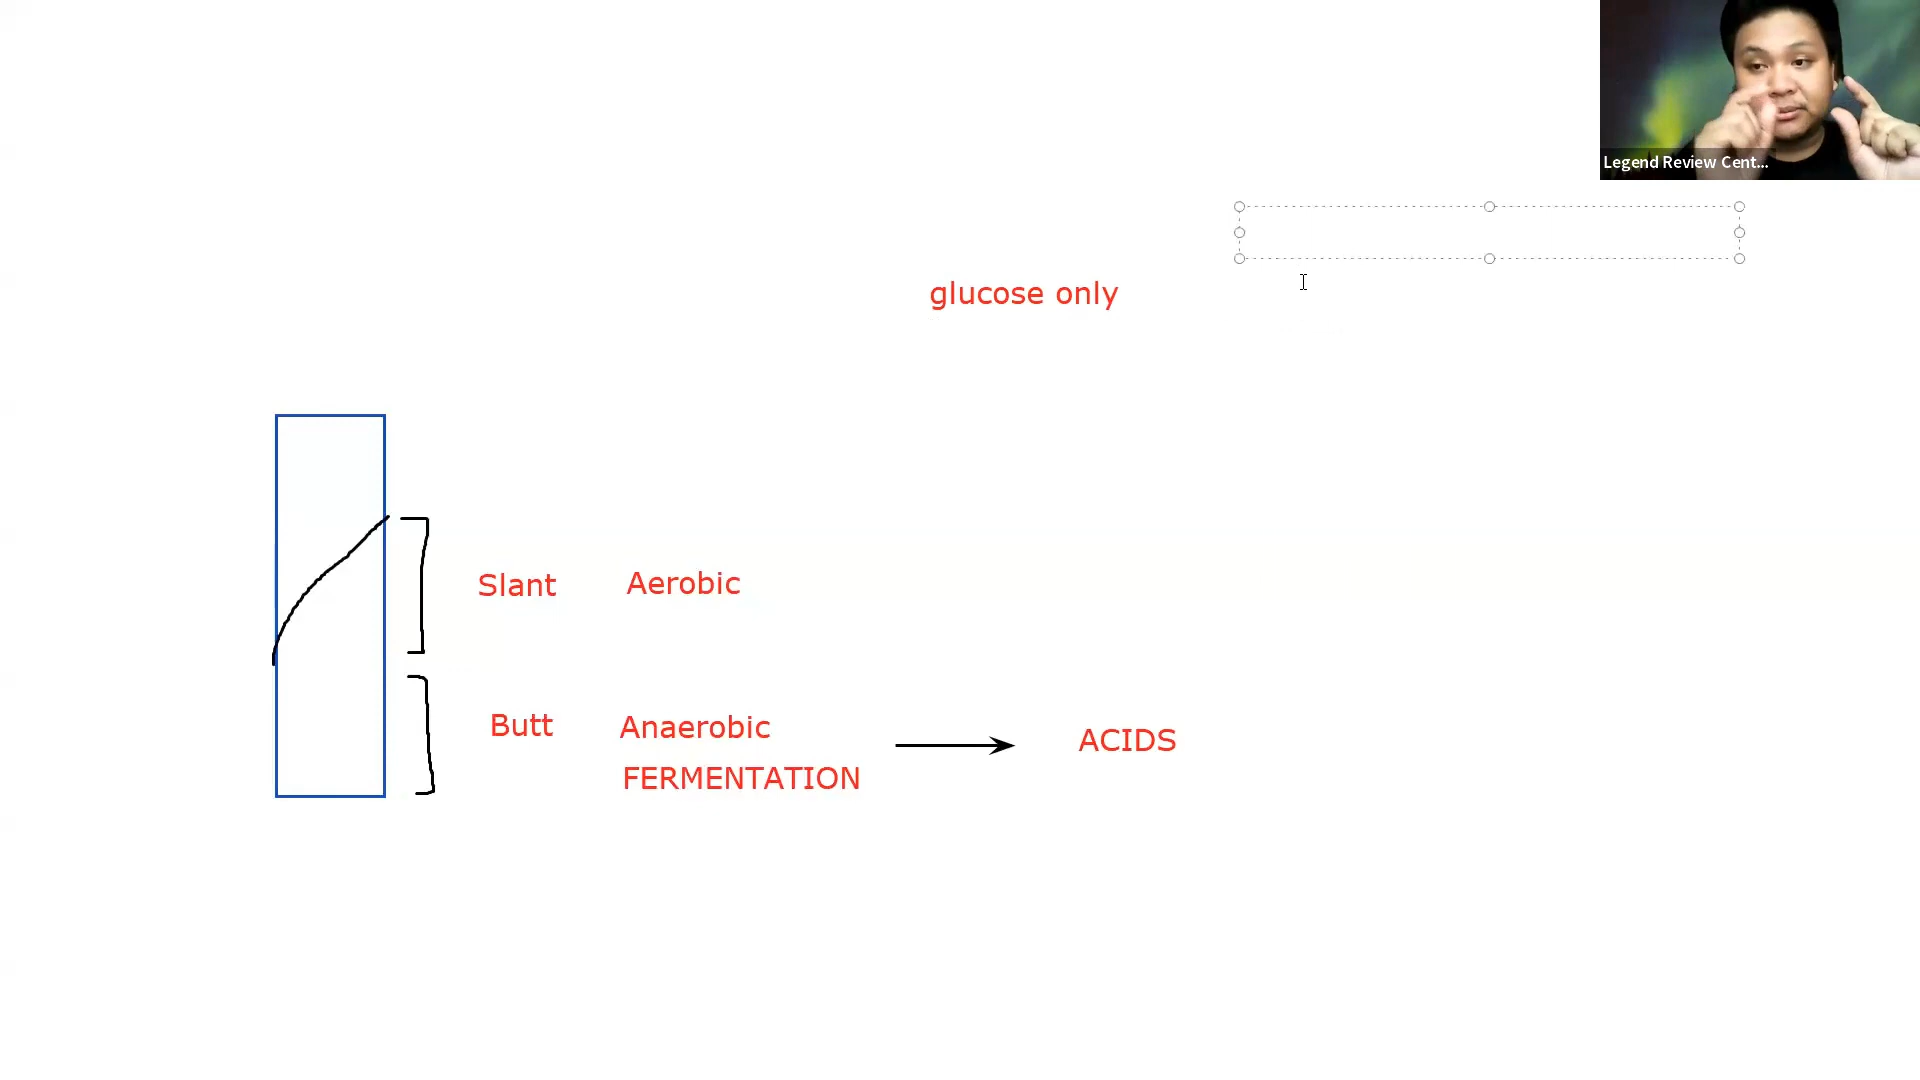 Legend Review Cent...
glucose only
Slant Aerobic
Butt Anaerobic
FERMENTATION
ACIDS